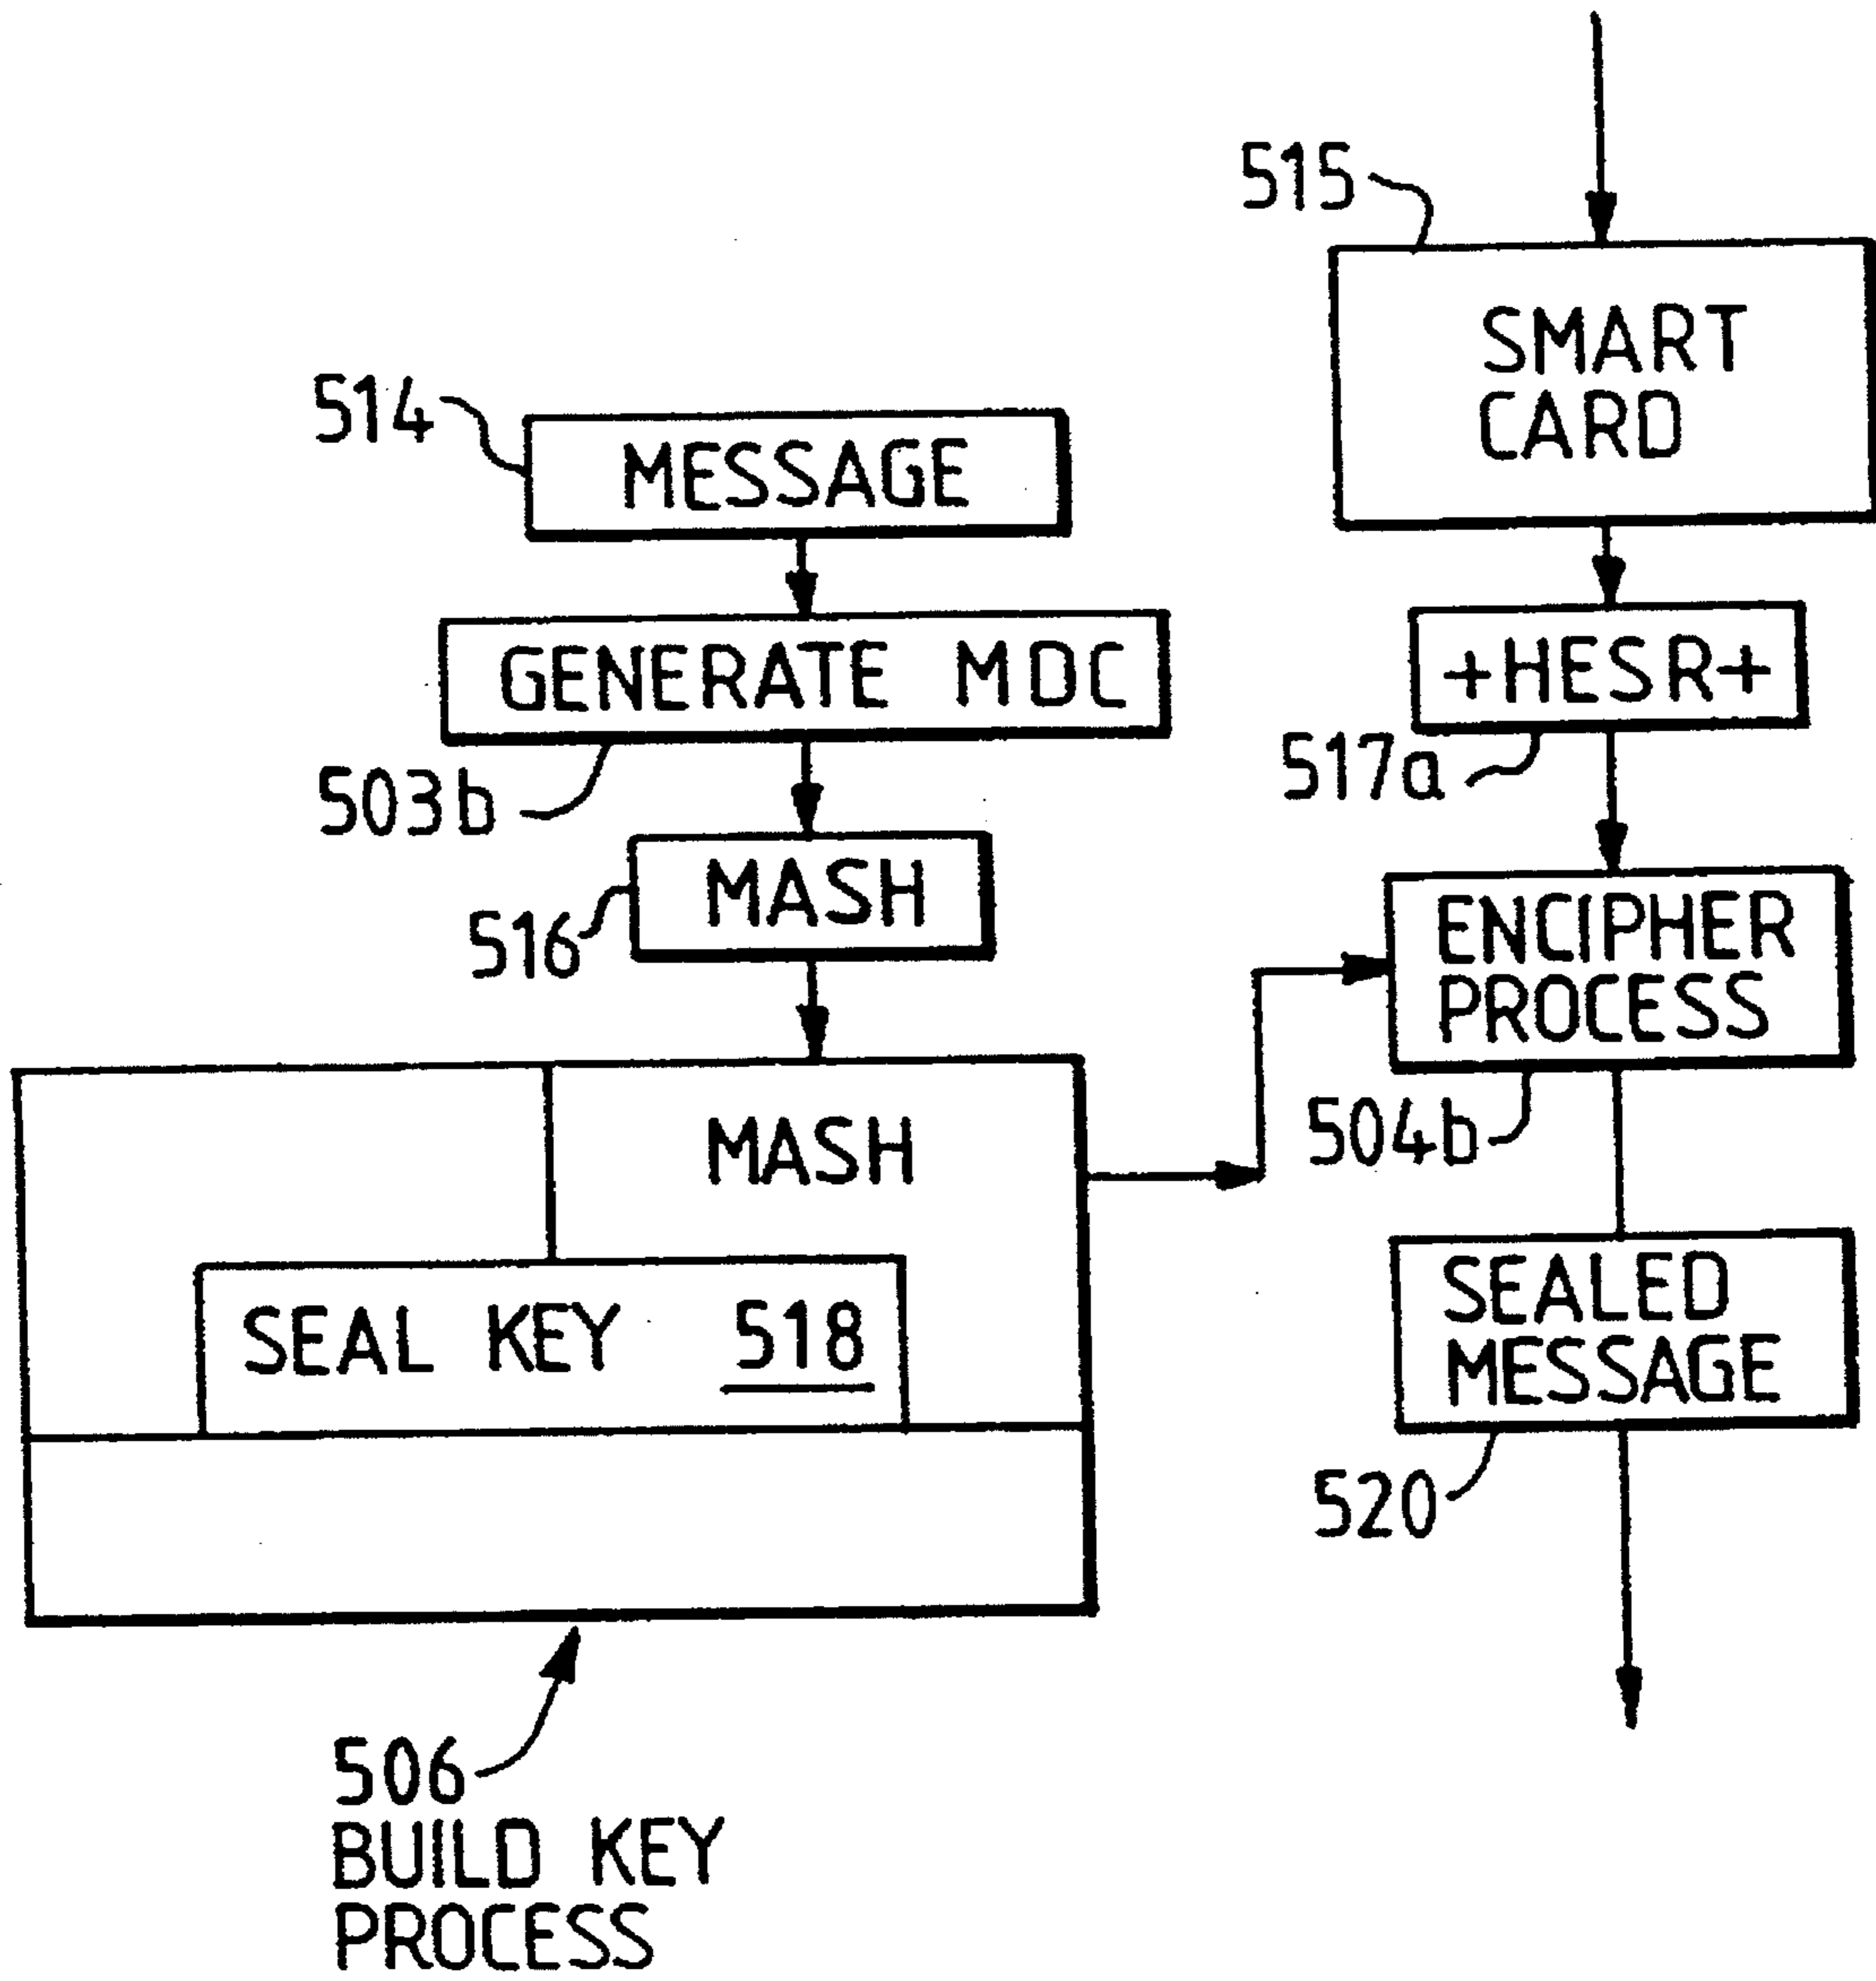 515
SMART
CARD
514
MESSAGE
GENERATE MDC
+HESR+
503b
517a
MASH
516
ENCIPHER
PROCESS
MASH
504b
SEAL KEY 518
SEALED
MESSAGE
520
506
BUILD KEY
PROCESS